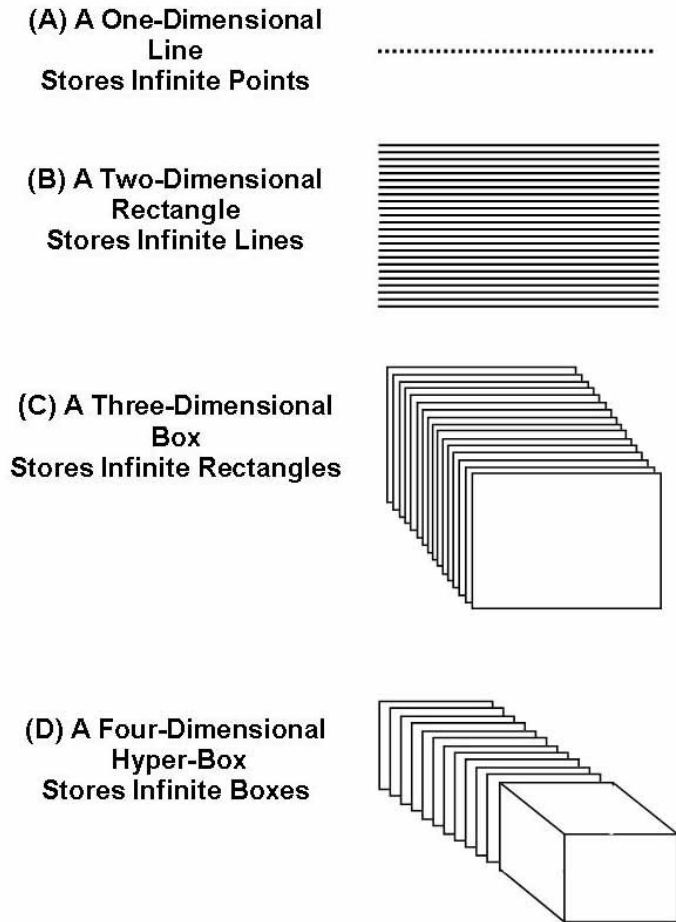 (A) A One-Dimensional
Line
Stores Infinite Points
(B) A Two-Dimensional
Rectangle
Stores Infinite Lines
(C) A Three-Dimensional
Box
Stores Infinite Rectangles
(D) A Four-Dimensional
Hyper-Box
Stores Infinite Boxes